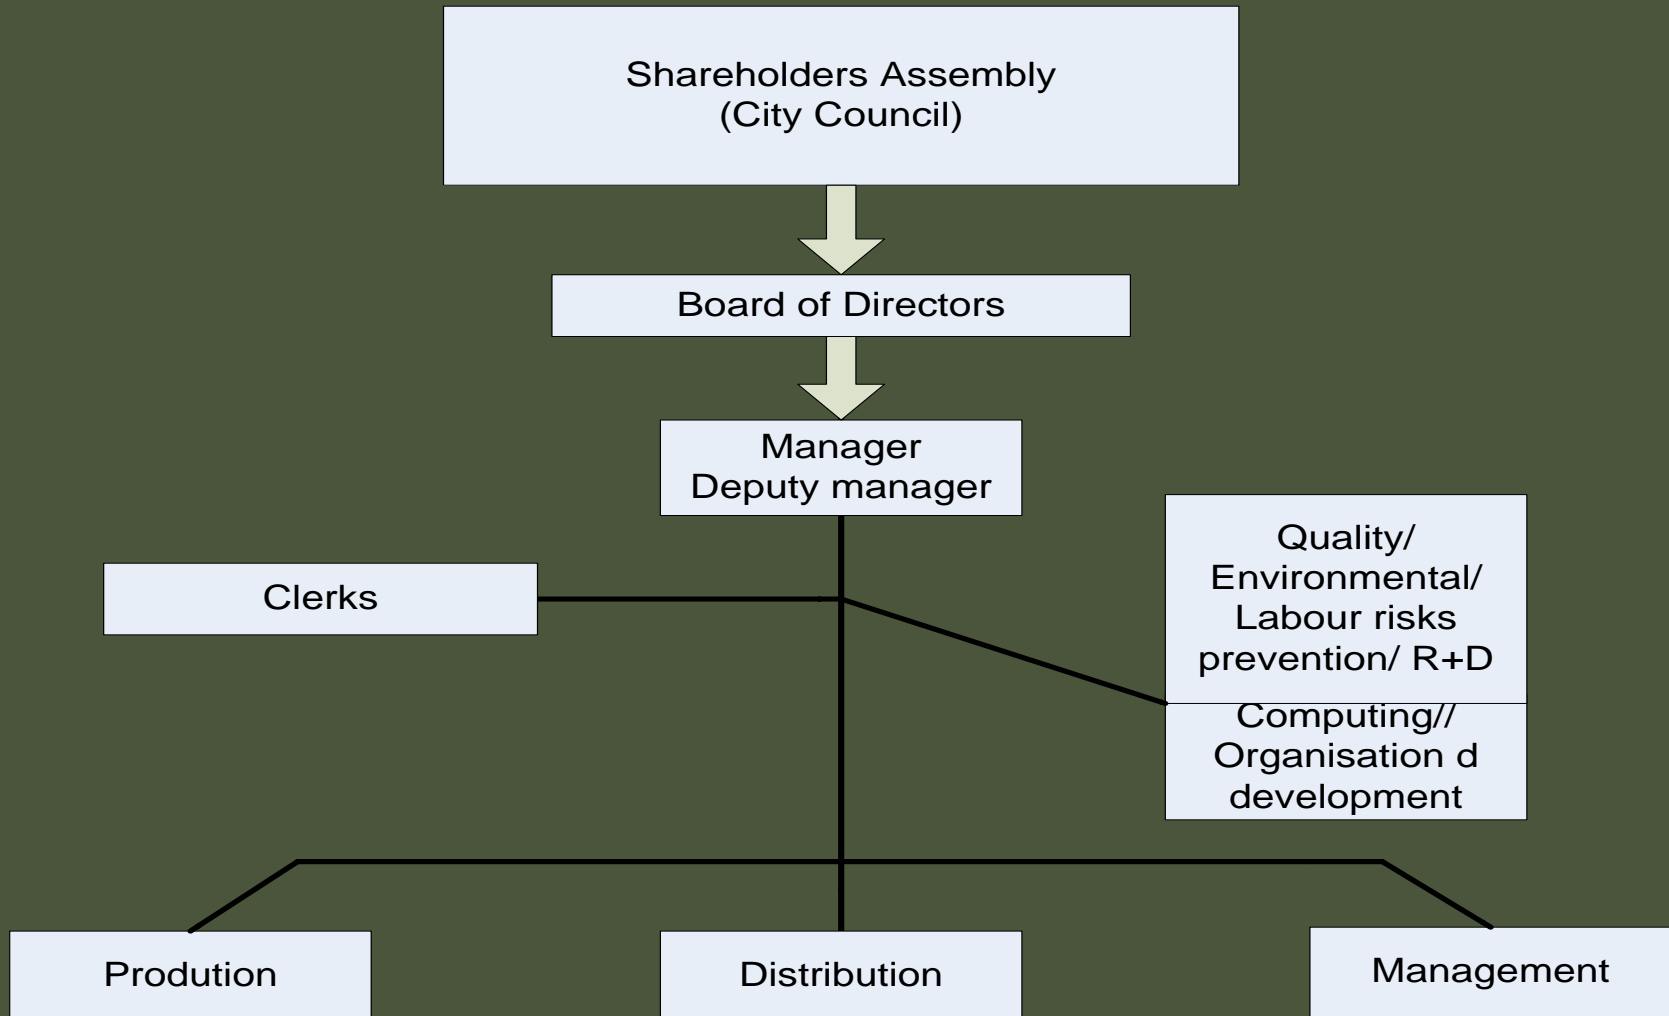 Shareholders Assembly
(City Council)
Board of Directors
Manager
Deputy manager
Clerks
Quality/
Environmental/
Labour risks
prevention/ R+D
Computing//
Organisation d
development
Prodution
Distribution
Management